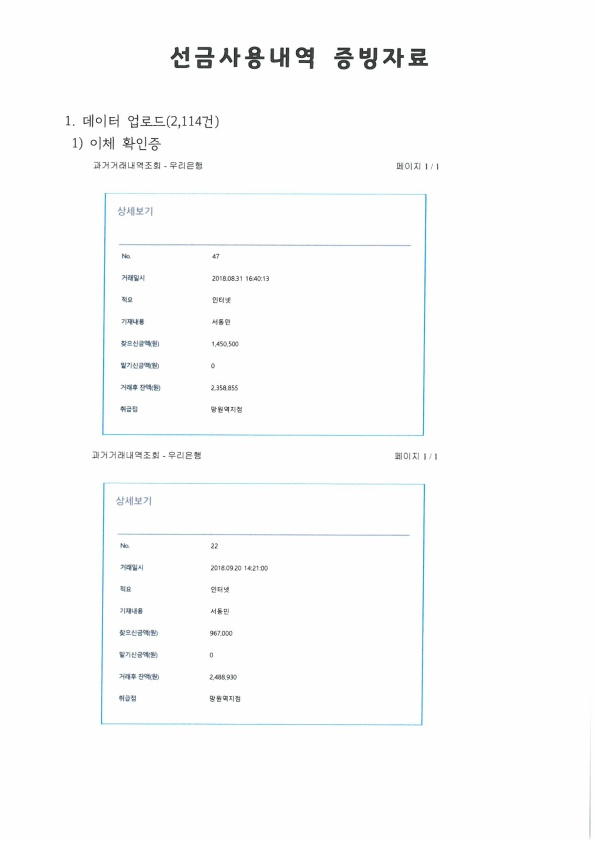 선금사용내역 증빙자료
1. 데이터 업로드(2,114건)
1) 이체 확인증
과거거래내역조회 - 우리은행 페이지 1 / 1
상세보기
No. 47
거래일시 2018.08.31 16:40:13
적요 인터넷
기재내용 서동민
찾으신금액(원) 1,450,500
맡기신금액(원) 0
거래후 잔액(원) 2,358,855
취급점 망원역지점
과거거래내역조회 - 우리은행 페이지 1 / 1
상세보기
No. 22
거래일시 2018.09.20 14:21:00
적요 인터넷
기재내용 서동민
찾으신금액(원) 967,000
맡기신금액(원) 0
거래후 잔액(원) 2,488,930
취급점 망원역지점